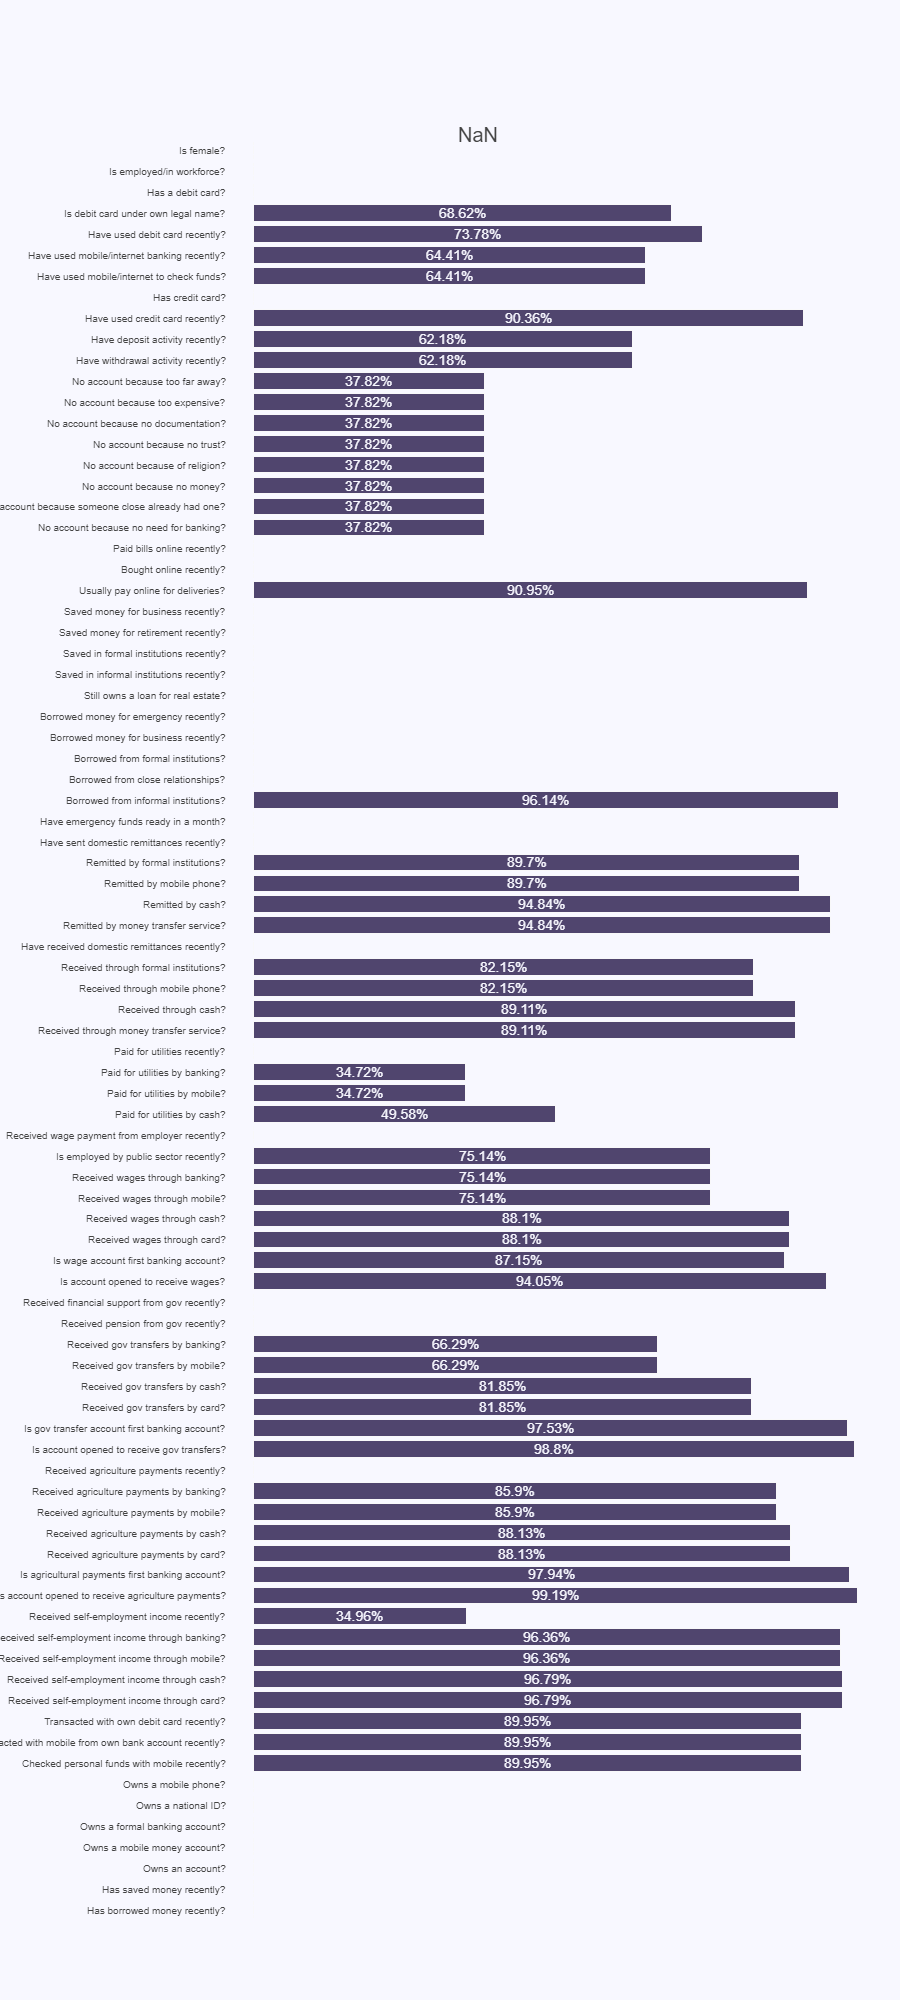 NaN
Is female?
Is employed/in workforce?
Has a debit card?
Is debit card under own legal name? 68.62%
Have used debit card recently? 73.78%
Have used mobile/internet banking recently? 64.41%
Have used mobile/internet to check funds? 64.41%
Has credit card?
Have used credit card recently? 90.36%
Have deposit activity recently? 62.18%
Have withdrawal activity recently? 62.18%
No account because too far away? 37.82%
No account because too expensive? 37.82%
No account because no documentation? 37.82%
No account because no trust? 37.82%
No account because of religion? 37.82%
No account because no money? 37.82%
account because someone close already had one? 37.82%
No account because no need for banking? 37.82%
Paid bills online recently?
Bought online recently?
Usually pay online for deliveries? 90.95%
Saved money for business recently?
Saved money for retirement recently?
Saved in formal institutions recently?
Saved in informal institutions recently?
Still owns a loan for real estate?
Borrowed money for emergency recently?
Borrowed money for business recently?
Borrowed from formal institutions?
Borrowed from close relationships?
Borrowed from informal institutions? 96.14%
Have emergency funds ready in a month?
Have sent domestic remittances recently?
Remitted by formal institutions? 89.7%
Remitted by mobile phone? 89.7%
Remitted by cash? 94.84%
Remitted by money transfer service? 94.84%
Have received domestic remittances recently?
Received through formal institutions? 82.15%
Received through mobile phone? 82.15%
Received through cash? 89.11%
Received through money transfer service? 89.11%
Paid for utilities recently?
Paid for utilities by banking? 34.72%
Paid for utilities by mobile? 34.72%
Paid for utilities by cash? 49.58%
Received wage payment from employer recently?
Is employed by public sector recently? 75.14%
Received wages through banking? 75.14%
Received wages through mobile? 75.14%
Received wages through cash? 88.1%
Received wages through card? 88.1%
Is wage account first banking account? 87.15%
Is account opened to receive wages? 94.05%
Received financial support from gov recently?
Received pension from gov recently?
Received gov transfers by banking? 66.29%
Received gov transfers by mobile? 66.29%
Received gov transfers by cash? 81.85%
Received gov transfers by card? 81.85%
Is gov transfer account first banking account? 97.53%
Is account opened to receive gov transfers? 98.8%
Received agriculture payments recently?
Received agriculture payments by banking? 85.9%
Received agriculture payments by mobile? 85.9%
Received agriculture payments by cash? 88.13%
Received agriculture payments by card? 88.13%
Is agricultural payments first banking account? 97.94%
s account opened to receive agriculture payments? 99.19%
Received self-employment income recently? 34.96%
eceived self-employment income through banking? 96.36%
Received self-employment income through mobile? 96.36%
Received self-employment income through cash? 96.79%
Received self-employment income through card? 96.79%
Transacted with own debit card recently? 89.95%
acted with mobile from own bank account recently? 89.95%
Checked personal funds with mobile recently? 89.95%
Owns a mobile phone?
Owns a national ID?
Owns a formal banking account?
Owns a mobile money account?
Owns an account?
Has saved money recently?
Has borrowed money recently?